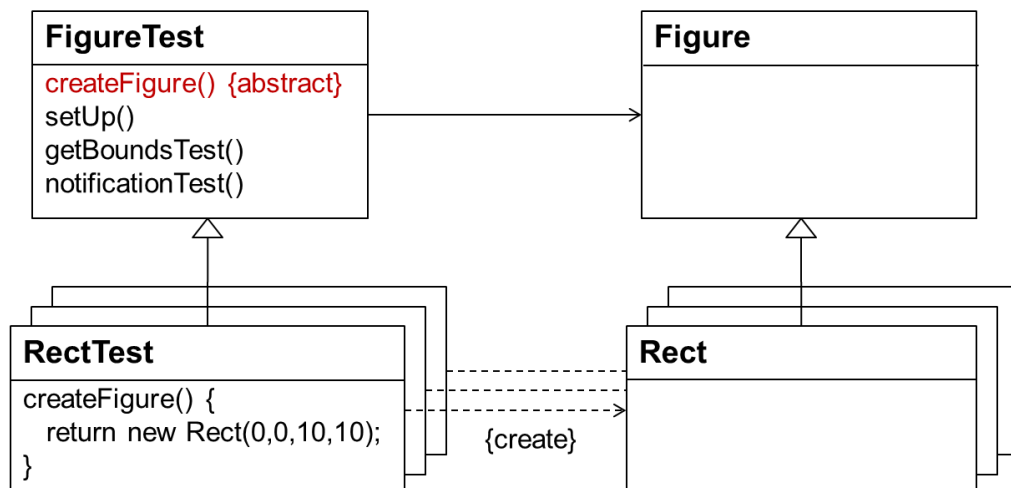 FigureTest
createFigure() {abstract}
setUp()
getBoundsTest()
notificationTest()
Figure
RectTest
createFigure() {
return new Rect(0,0,10,10);
}
{create}
Rect